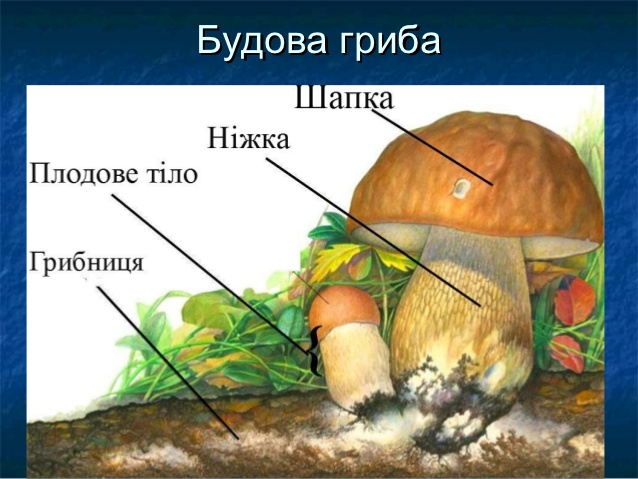 Будова гриба
Шапка
Ніжка
Плодове тіло
Грибниця